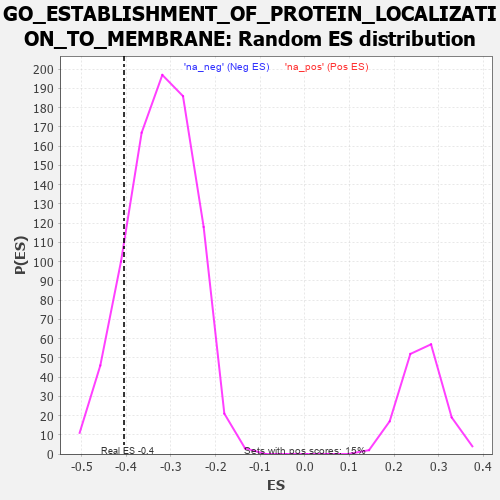 GO_ESTABLISHMENT_OF_PROTEIN_LOCALIZATI
ON_TO_MEMBRANE: Random ES distribution
'na_neg' (Neg ES) 'na_pos' (Pos ES)
200
190
180
170
160
150
140
130
120
110
100
90
80
70
60
50
40
30
20
10
0
P(ES)
Real ES -0.4
Sets with pos scores: 15%
-0.5 -0.4 -0.3 -0.2 -0.1 0.0 0.1 0.2 0.3 0.4
ES